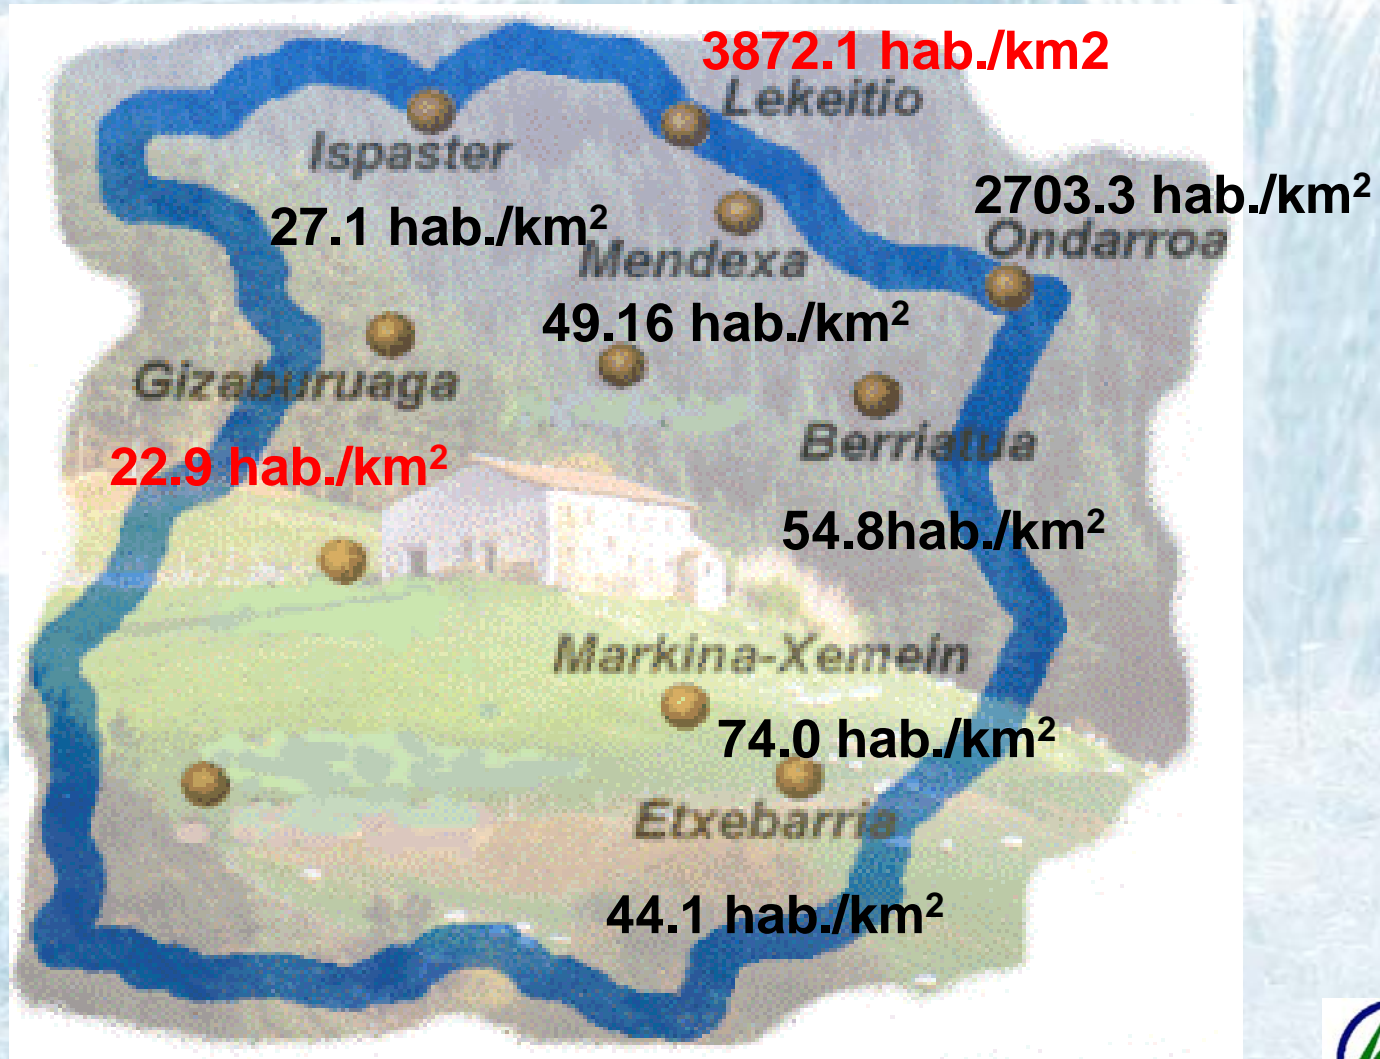 3872.1 hab./km2
Lekeitio
Ispaster
2703.3 hab./km²
27.1 hab./km²
Ondarroa
Mendexa
49.16 hab./km²
Gizaburuaga
Berriatua
22.9 hab./km²
54.8hab./km²
Markina-Xemein
74.0 hab./km²
Etxebarria
44.1 hab./km²